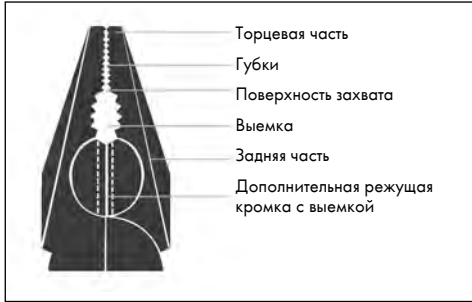 Торцевая часть
Губки
Поверхность захвата
Выемка
Задняя часть
Дополнительная режущая
кромка с выемкой